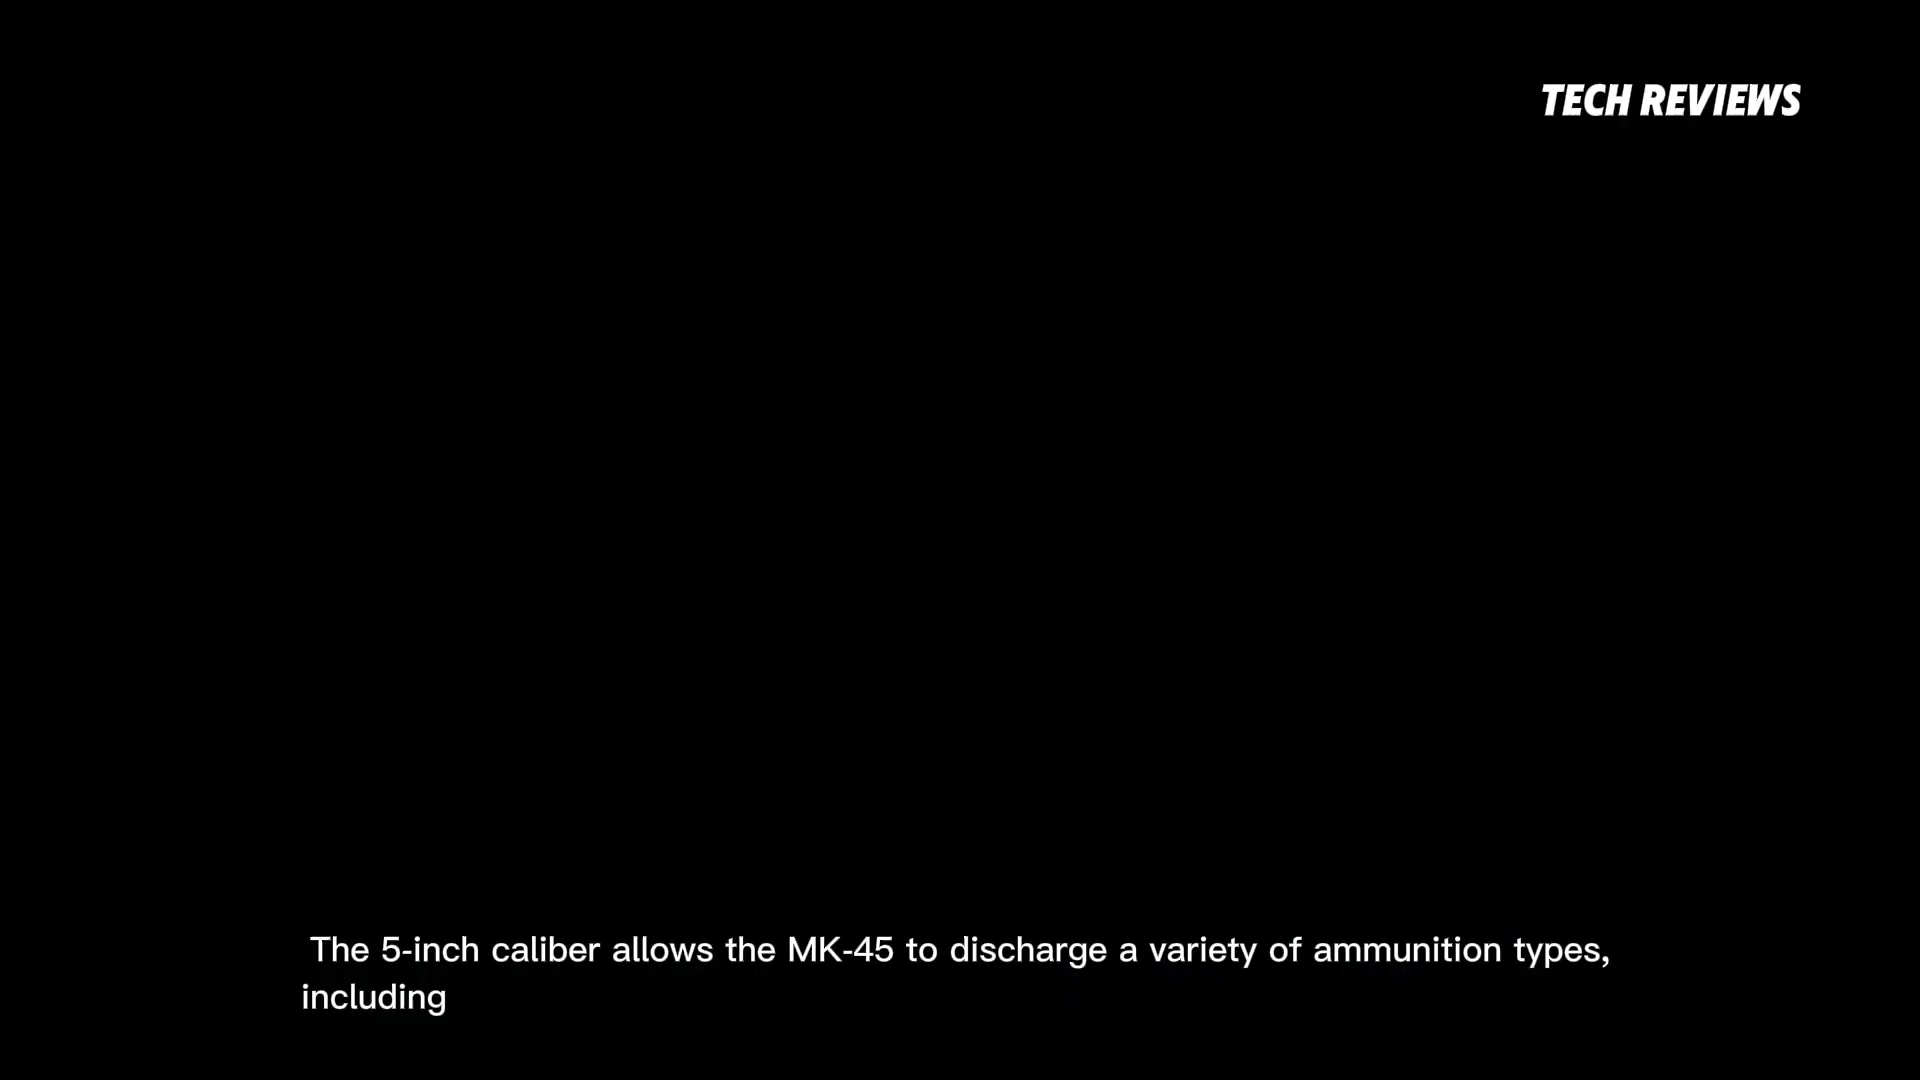 TECH REVIEWS
The 5-inch caliber allows the MK-45 to discharge a variety of ammunition types,
including